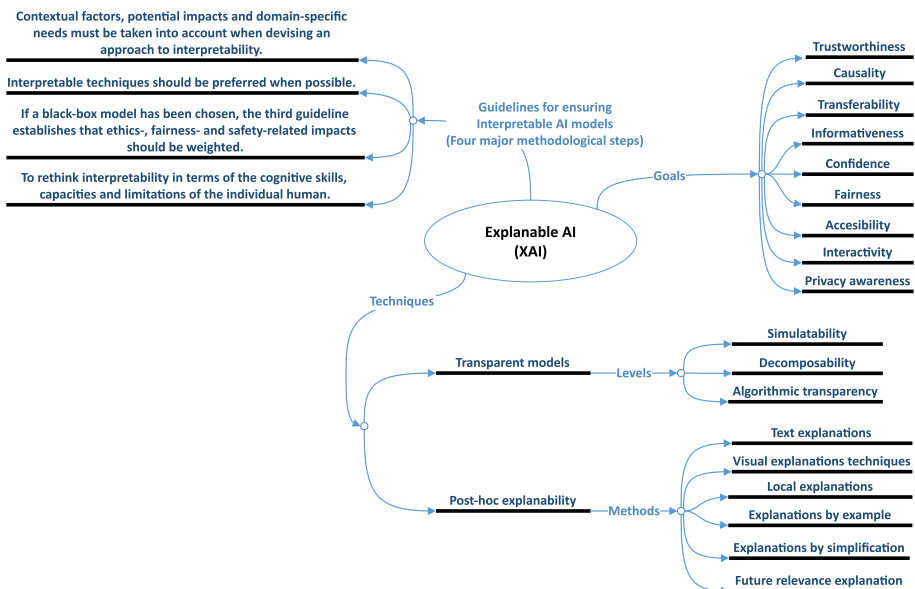 Contextual factors, potential impacts and domain-specific
needs must be taken into account when devising an
approach to interpretability.
Interpretable techniques should be preferred when possible.
If a black-box model has been chosen, the third guideline
establishes that ethics-, fairness- and safety-related impacts
should be weighted.
To rethink interpretability in terms of the cognitive skills,
capacities and limitations of the individual human.
Guidelines for ensuring
Interpretable AI models
(Four major methodological steps)
Goals
Trustworthiness
Causality
Transferability
Informativeness
Confidence
Fairness
Accesibility
Interactivity
Privacy awareness
Explanable AI
(XAI)
Techniques
Transparent models
Levels
Simulatability
Decomposability
Algorithmic transparency
Post-hoc explanability
Methods
Text explanations
Visual explanations techniques
Local explanations
Explanations by example
Explanations by simplification
Future relevance explanation